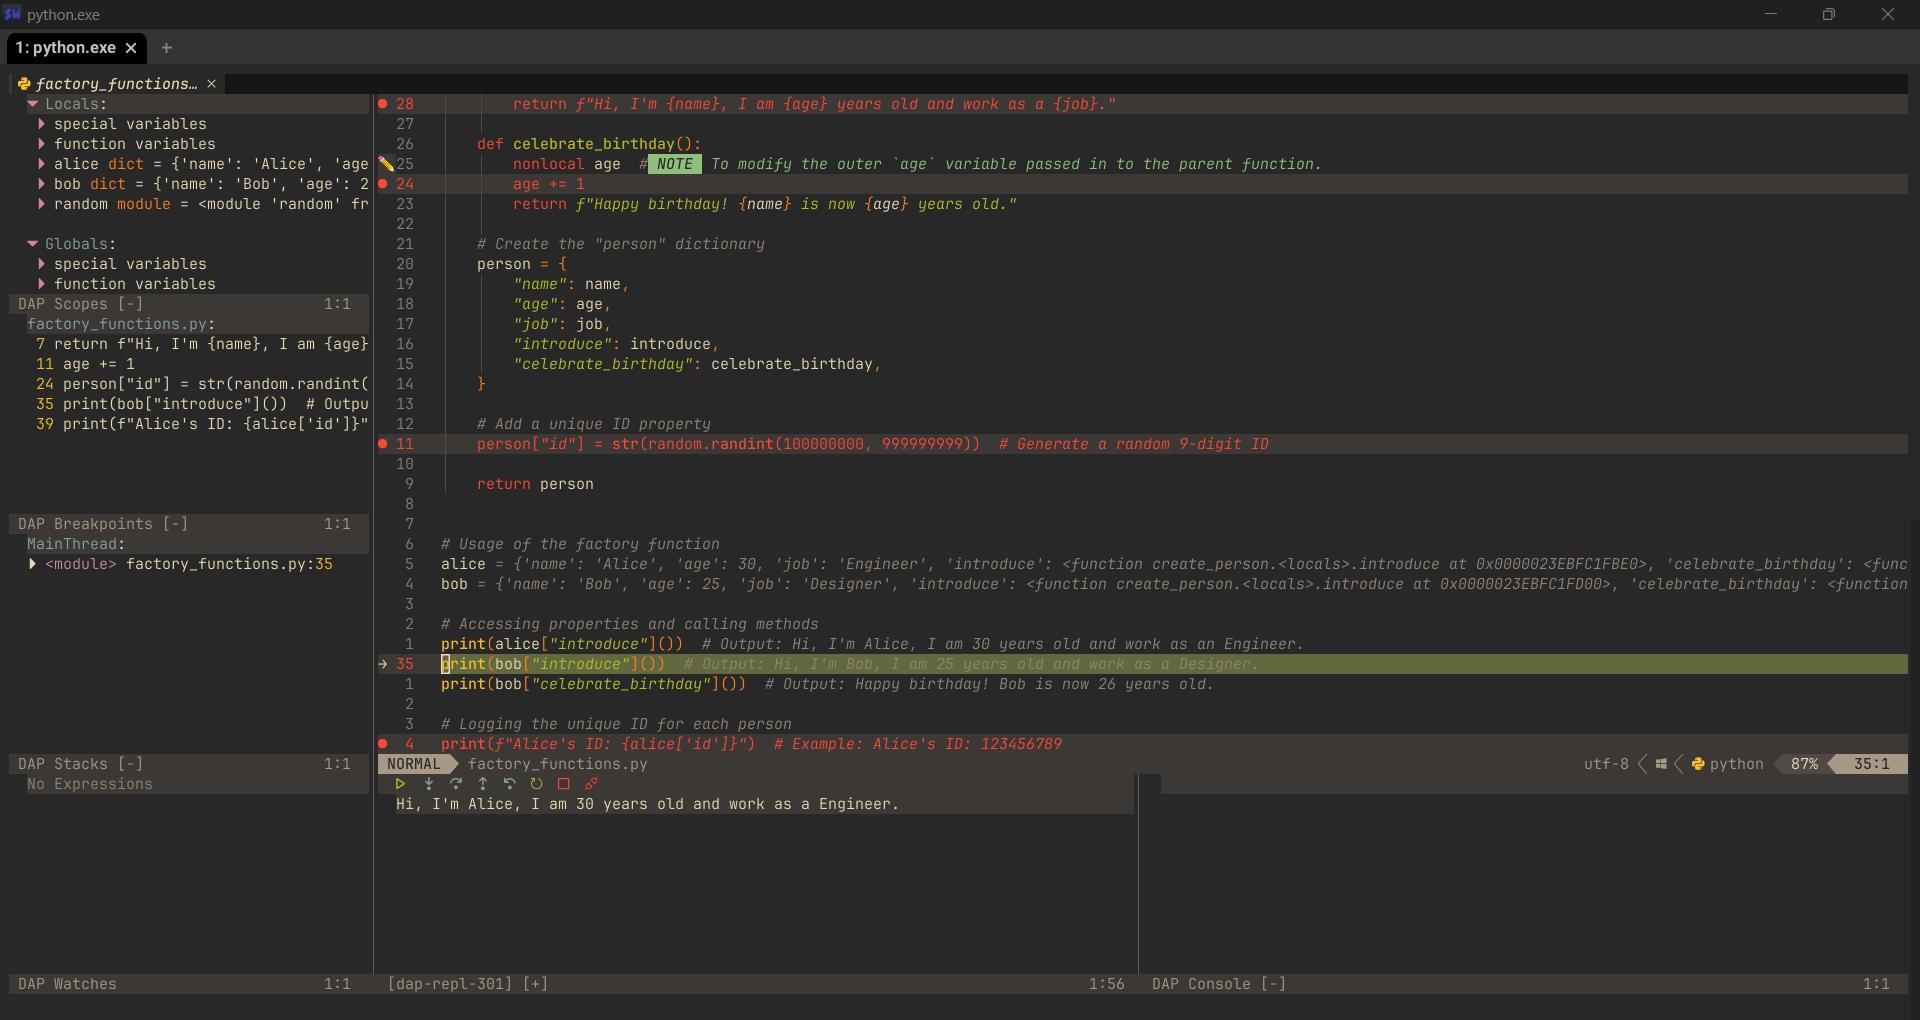 $W python.exe
1: python.exe × +
factory_functions… ×
Locals:
special variables
function variables
alice dict = {'name': 'Alice', 'age
bob dict = {'name': 'Bob', 'age': 2
random module = <module 'random' fr
Globals:
special variables
function variables
DAP Scopes [-] 1:1
factory_functions.py:
7 return f"Hi, I'm {name}, I am {age}
11 age += 1
24 person["id"] = str(random.randint(
35 print(bob["introduce"]())  # Outpu
39 print(f"Alice's ID: {alice['id']}"
DAP Breakpoints [-] 1:1
MainThread:
<module> factory_functions.py:35
DAP Stacks [-] 1:1
No Expressions
DAP Watches 1:1
28         return f"Hi, I'm {name}, I am {age} years old and work as a {job}."
27
26     def celebrate_birthday():
25         nonlocal age  # NOTE  To modify the outer `age` variable passed in to the parent function.
24         age += 1
23         return f"Happy birthday! {name} is now {age} years old."
22
21     # Create the "person" dictionary
20     person = {
19         "name": name,
18         "age": age,
17         "job": job,
16         "introduce": introduce,
15         "celebrate_birthday": celebrate_birthday,
14     }
13
12     # Add a unique ID property
11     person["id"] = str(random.randint(100000000, 999999999))  # Generate a random 9-digit ID
10
9     return person
8
7
6 # Usage of the factory function
5 alice = {'name': 'Alice', 'age': 30, 'job': 'Engineer', 'introduce': <function create_person.<locals>.introduce at 0x0000023EBFC1FBE0>, 'celebrate_birthday': <func
4 bob = {'name': 'Bob', 'age': 25, 'job': 'Designer', 'introduce': <function create_person.<locals>.introduce at 0x0000023EBFC1FD00>, 'celebrate_birthday': <function
3
2 # Accessing properties and calling methods
1 print(alice["introduce"]())  # Output: Hi, I'm Alice, I am 30 years old and work as an Engineer.
35 print(bob["introduce"]())  # Output: Hi, I'm Bob, I am 25 years old and work as a Designer.
1 print(bob["celebrate_birthday"]())  # Output: Happy birthday! Bob is now 26 years old.
2
3 # Logging the unique ID for each person
4 print(f"Alice's ID: {alice['id']}")  # Example: Alice's ID: 123456789
NORMAL factory_functions.py utf-8 python 87% 35:1
Hi, I'm Alice, I am 30 years old and work as a Engineer.
[dap-repl-301] [+] 1:56
DAP Console [-] 1:1